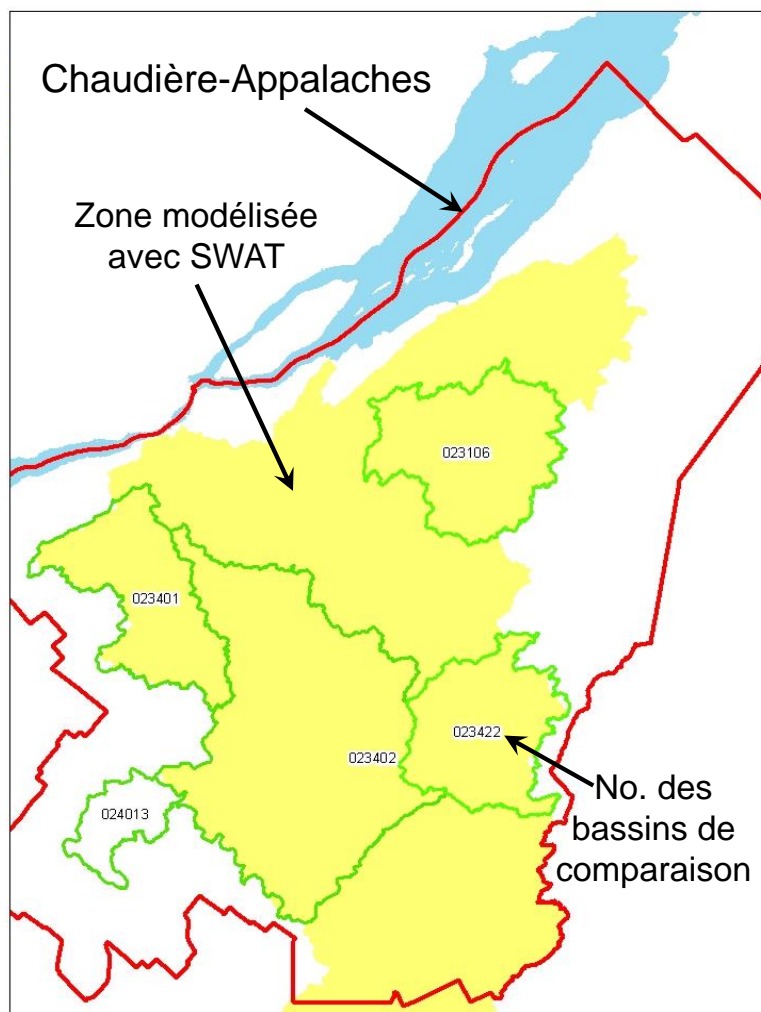 Chaudière-Appalaches
Zone modélisée
avec SWAT
023106
023401
023422
023402
024013
No. des
bassins de
comparaison